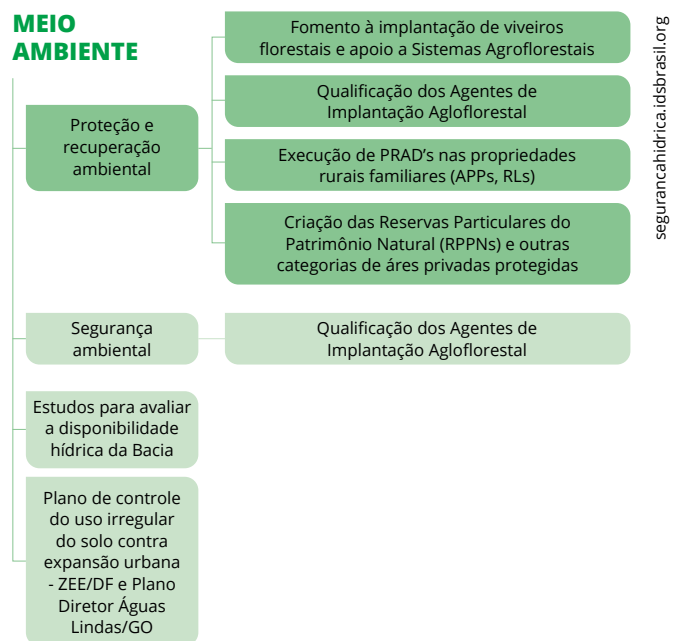 MEIO
AMBIENTE
Proteção e
recuperação
ambiental
Fomento à implantação de viveiros
florestais e apoio a Sistemas Agroflorestais
Qualificação dos Agentes de
Implantação Agloflorestal
Execução de PRAD's nas propriedades
rurais familiares (APPs, RLs)
Criação das Reservas Particulares do
Patrimônio Natural (RPPNs) e outras
categorias de áres privadas protegidas
Segurança
ambiental
Qualificação dos Agentes de
Implantação Agloflorestal
Estudos para avaliar
a disponibilidade
hídrica da Bacia
Plano de controle
do uso irregular
do solo contra
expansão urbana
- ZEE/DF e Plano
Diretor Águas
Lindas/GO
segurancahidrica.idsbrasil.org